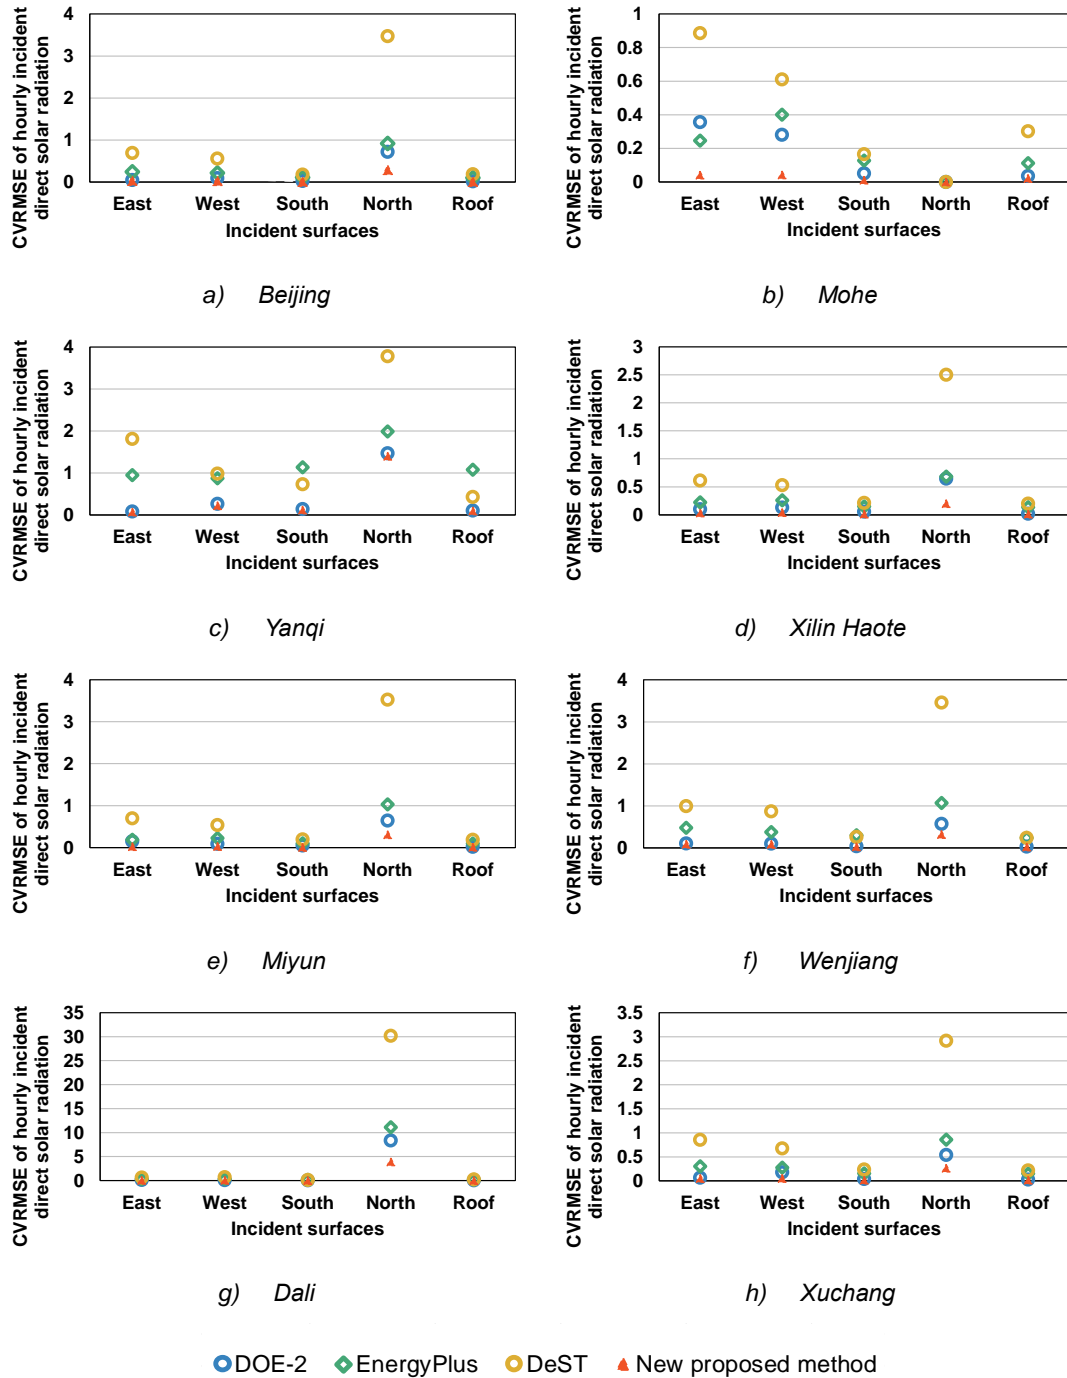 CVRMSE of hourly incident
direct solar radiation
4
3
2
1
0
East West South North Roof
Incident surfaces
a) Beijing
CVRMSE of hourly incident
direct solar radiation
1
0.8
0.6
0.4
0.2
0
East West South North Roof
Incident surfaces
b) Mohe
CVRMSE of hourly incident
direct solar radiation
4
3
2
1
0
East West South North Roof
Incident surfaces
c) Yanqi
CVRMSE of hourly incident
direct solar radiation
3
2.5
2
1.5
1
0.5
0
East West South North Roof
Incident surfaces
d) Xilin Haote
CVRMSE of hourly incident
direct solar radiation
4
3
2
1
0
East West South North Roof
Incident surfaces
e) Miyun
CVRMSE of hourly incident
direct solar radiation
4
3
2
1
0
East West South North Roof
Incident surfaces
f) Wenjiang
CVRMSE of hourly incident
direct solar radiation
35
30
25
20
15
10
5
0
East West South North Roof
Incident surfaces
g) Dali
CVRMSE of hourly incident
direct solar radiation
3.5
3
2.5
2
1.5
1
0.5
0
East West South North Roof
Incident surfaces
h) Xuchang
DOE-2 EnergyPlus DeST New proposed method